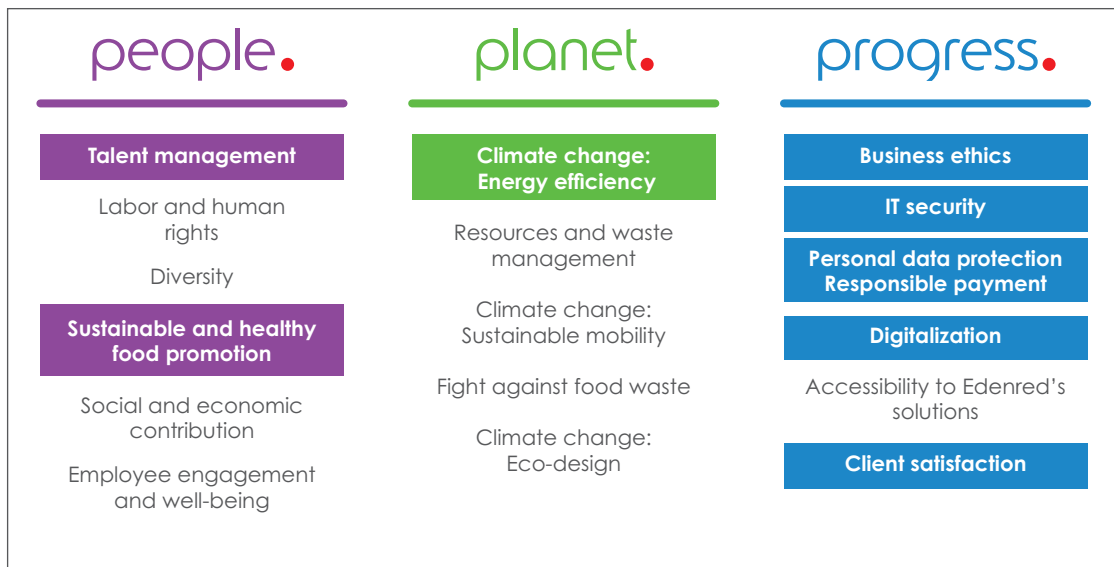 people.
Talent management
Labor and human
rights
Diversity
Sustainable and healthy
food promotion
Social and economic
contribution
Employee engagement
and well-being
planet.
Climate change:
Energy efficiency
Resources and waste
management
Climate change:
Sustainable mobility
Fight against food waste
Climate change:
Eco-design
progress.
Business ethics
IT security
Personal data protection
Responsible payment
Digitalization
Accessibility to Edenred’s
solutions
Client satisfaction